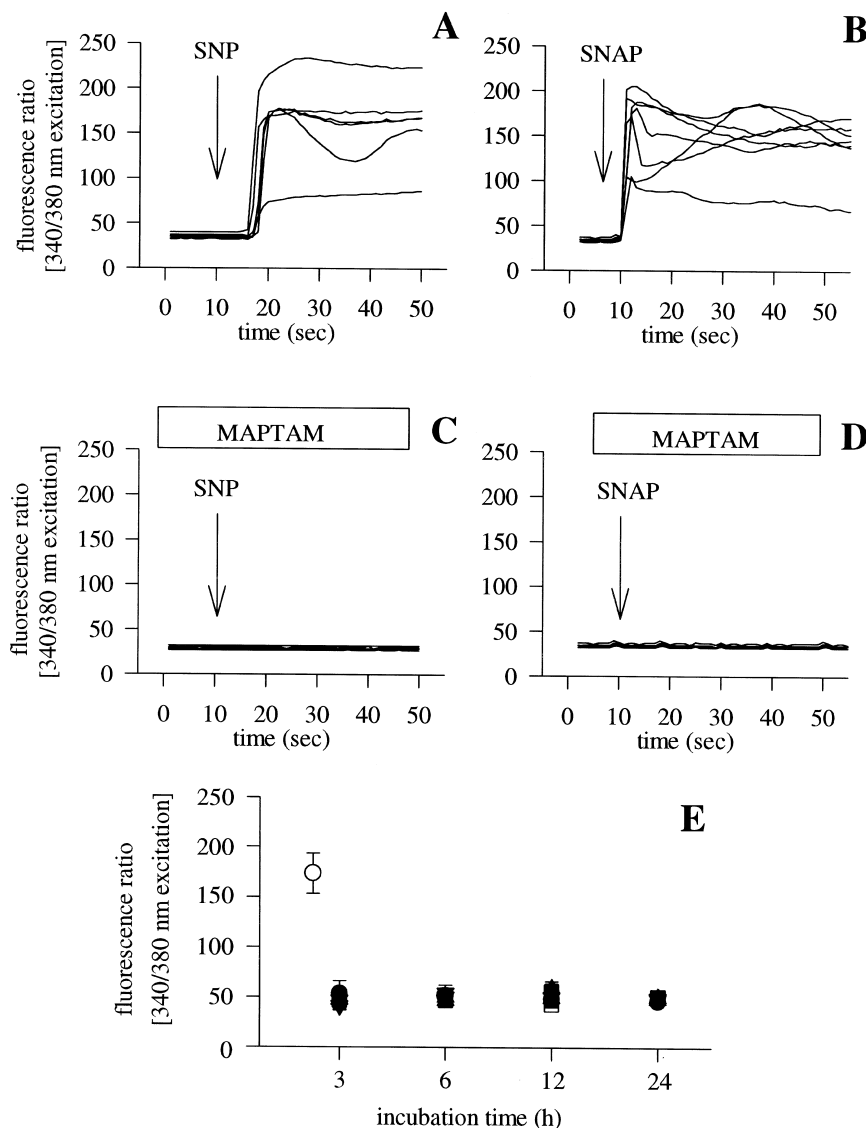 A
SNP
fluorescence ratio
[340/380 nm excitation]
250
200
150
100
50
0
0 10 20 30 40 50
time (sec)
B
SNAP
250
200
150
100
50
0
0 10 20 30 40 50
time (sec)
MAPTAM
C
SNP
fluorescence ratio
[340/380 nm excitation]
250
200
150
100
50
0
0 10 20 30 40 50
time (sec)
MAPTAM
D
SNAP
250
200
150
100
50
0
0 10 20 30 40 50
time (sec)
E
fluorescence ratio
[340/380 nm excitation]
250
200
150
100
50
0
3 6 12 24
incubation time (h)